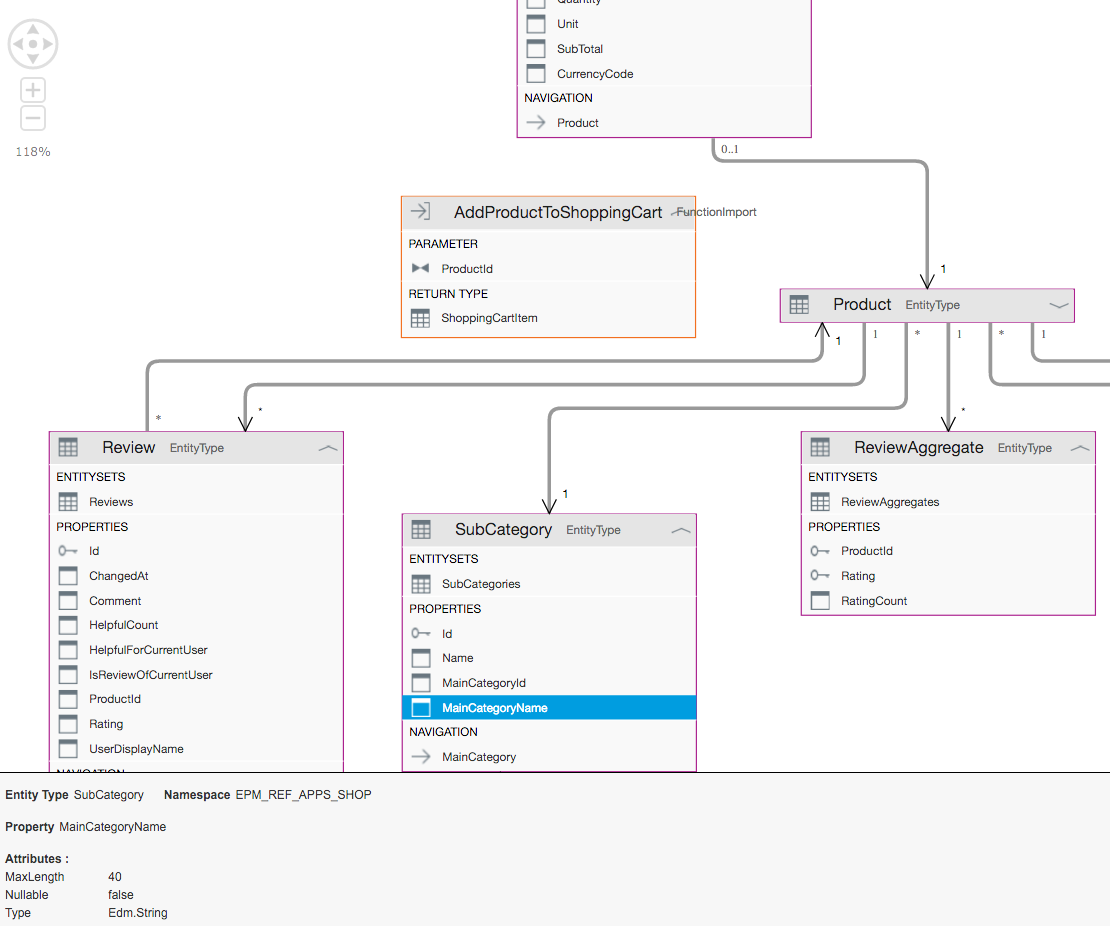 Quantity
Unit
SubTotal
CurrencyCode
NAVIGATION
Product
118%
0..1
AddProductToShoppingCart FunctionImport
PARAMETER
ProductId
RETURN TYPE
ShoppingCartItem
1
Product EntityType
1
1
*
1
*
1
*
*
*
1
Review EntityType
ENTITYSETS
Reviews
PROPERTIES
Id
ChangedAt
Comment
HelpfulCount
HelpfulForCurrentUser
IsReviewOfCurrentUser
ProductId
Rating
UserDisplayName
NAVIGATION
SubCategory EntityType
ENTITYSETS
SubCategories
PROPERTIES
Id
Name
MainCategoryId
MainCategoryName
NAVIGATION
MainCategory
ReviewAggregate EntityType
ENTITYSETS
ReviewAggregates
PROPERTIES
ProductId
Rating
RatingCount
Entity Type SubCategory Namespace EPM_REF_APPS_SHOP
Property MainCategoryName
Attributes :
MaxLength 40
Nullable false
Type Edm.String